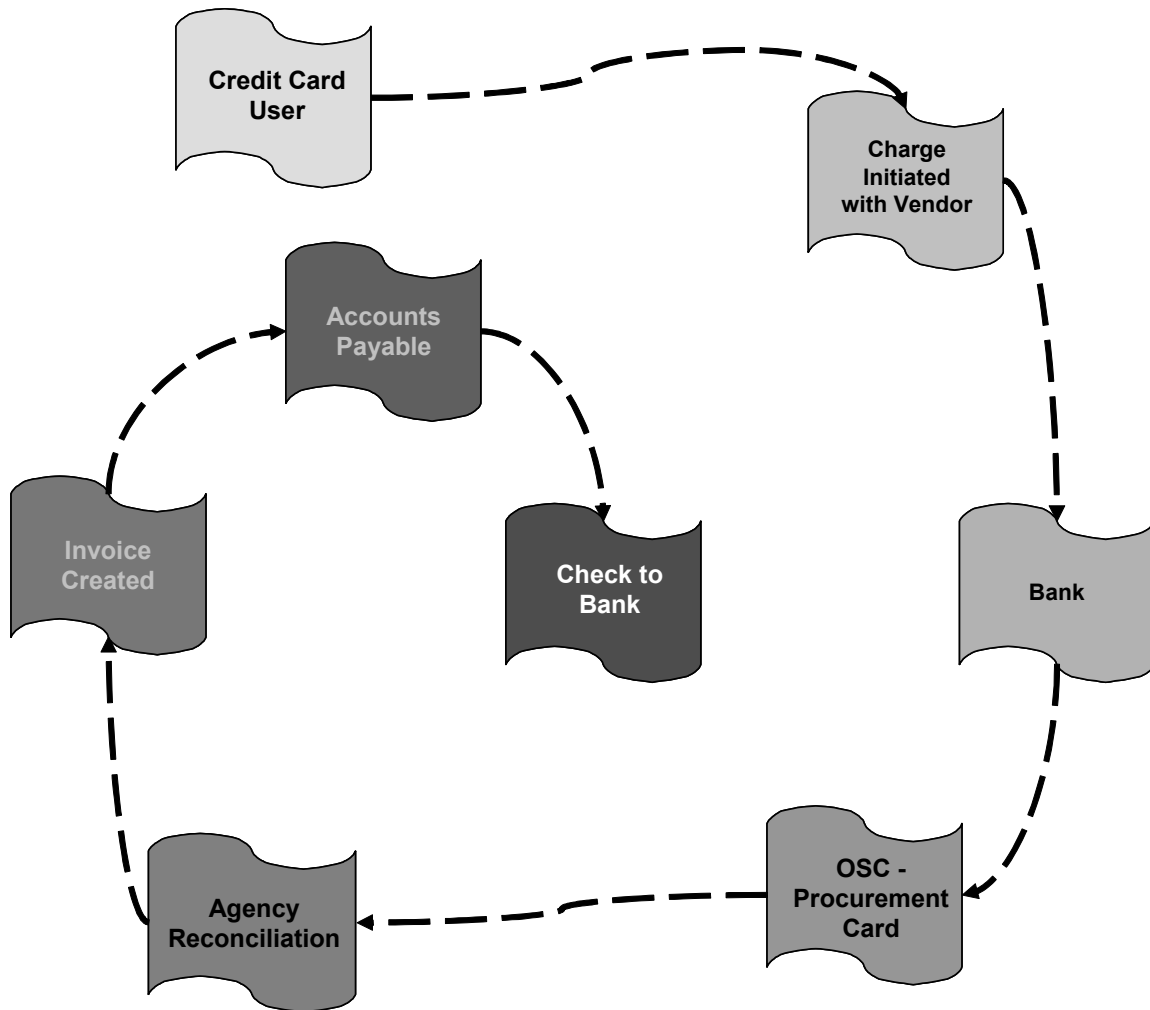 Credit Card
User
Charge
Initiated
with Vendor
Accounts
Payable
Invoice
Created
Check to
Bank
Bank
OSC -
Procurement
Card
Agency
Reconciliation